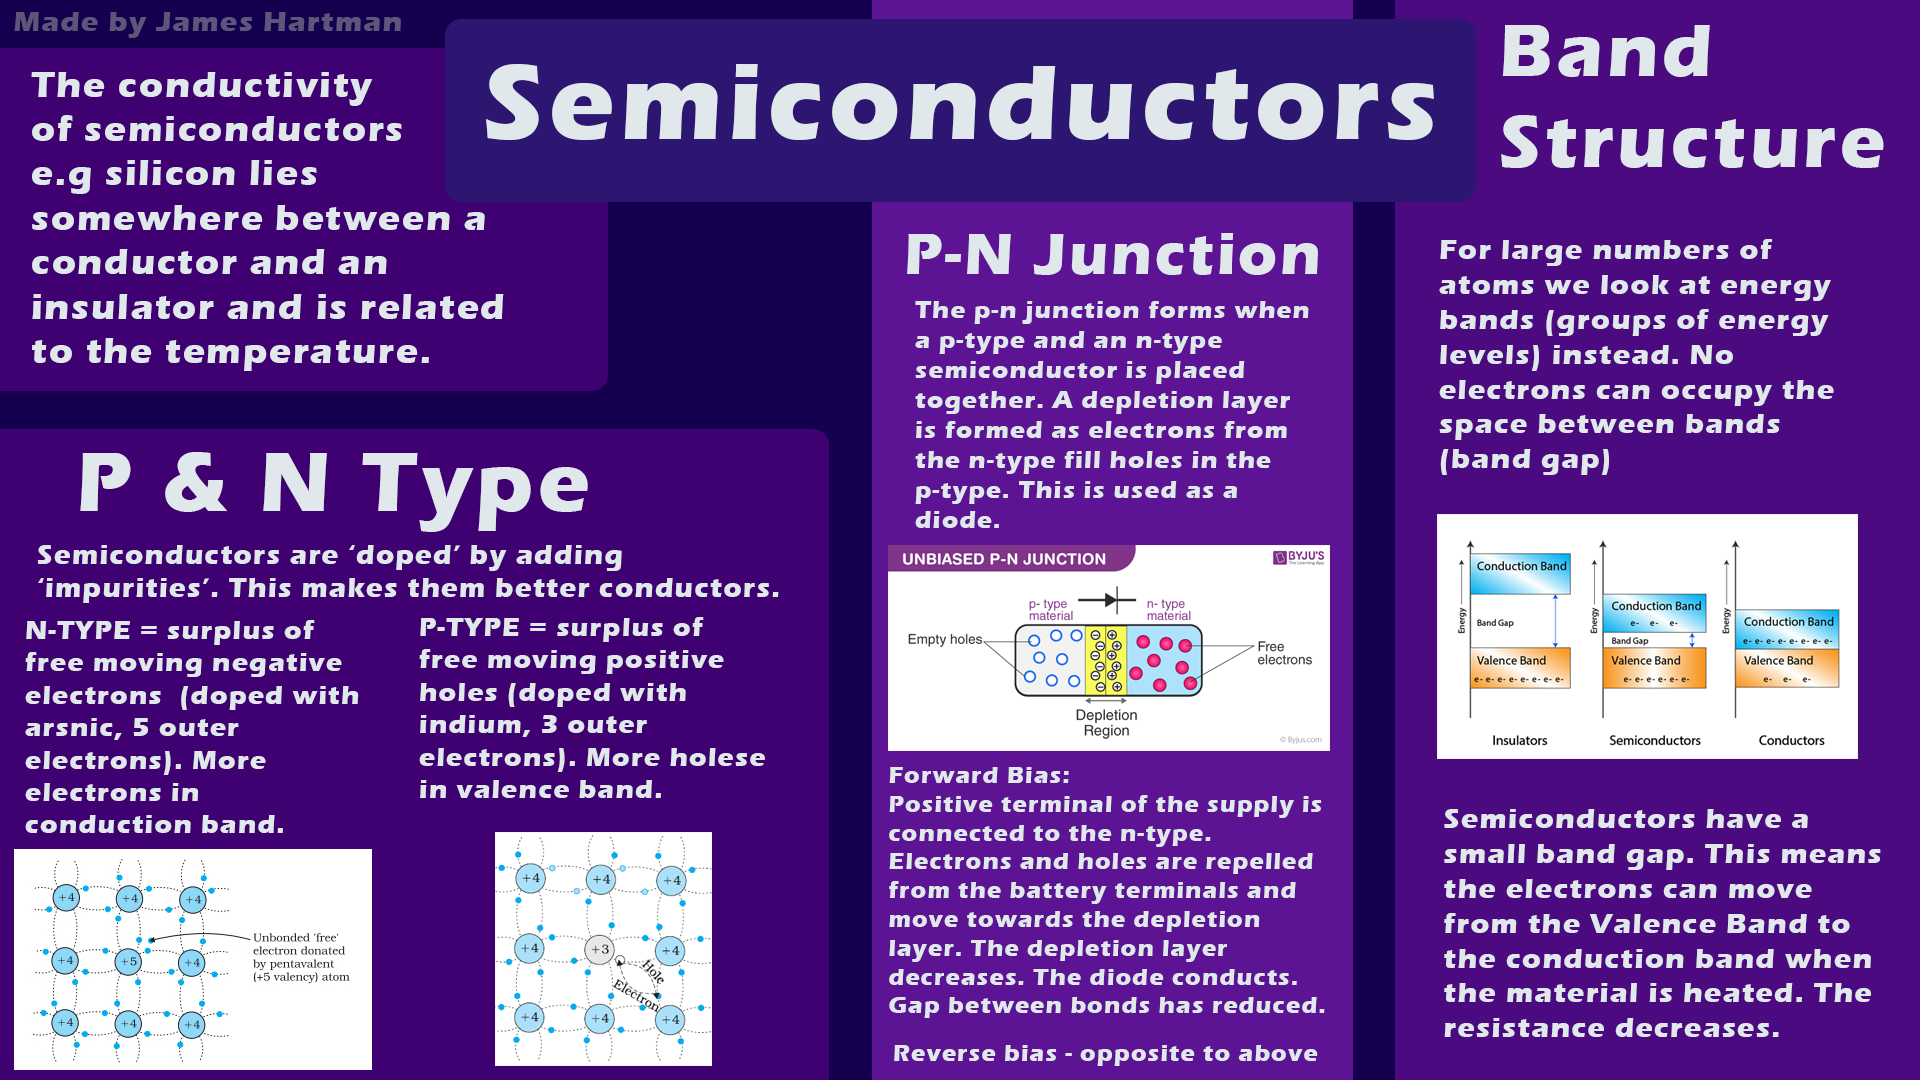 Made by James Hartman
Semiconductors
The conductivity
of semiconductors
e.g silicon lies
somewhere between a
conductor and an
insulator and is related
to the temperature.
P & N Type
Semiconductors are ‘doped’ by adding
‘impurities’. This makes them better conductors.
N-TYPE = surplus of
free moving negative
electrons (doped with
arsnic, 5 outer
electrons). More
electrons in
conduction band.
+4 +4 +4
+4 +5 +4
+4 +4 +4
Unbonded 'free'
electron donated
by pentavalent
(+5 valency) atom
P-TYPE = surplus of
free moving positive
holes (doped with
indium, 3 outer
electrons). More holese
in valence band.
+4 +4 +4
+4 +3 +4
Hole
Electron
+4 +4 +4
P-N Junction
The p-n junction forms when
a p-type and an n-type
semiconductor is placed
together. A depletion layer
is formed as electrons from
the n-type fill holes in the
p-type. This is used as a
diode.
UNBIASED P-N JUNCTION
BYJU'S
The Learning App
p- type
material
n- type
material
Empty holes
Free
electrons
Depletion
Region
© Byjus.com
Forward Bias:
Positive terminal of the supply is
connected to the n-type.
Electrons and holes are repelled
from the battery terminals and
move towards the depletion
layer. The depletion layer
decreases. The diode conducts.
Gap between bonds has reduced.
Reverse bias - opposite to above
Band
Structure
For large numbers of
atoms we look at energy
bands (groups of energy
levels) instead. No
electrons can occupy the
space between bands
(band gap)
Energy
Conduction Band
Band Gap
Valence Band
e- e- e- e- e- e- e- e-
Insulators
Energy
Conduction Band
e- e- e-
Band Gap
Valence Band
e- e- e- e- e- e-
Semiconductors
Energy
Conduction Band
e- e- e- e- e- e- e- e-
Valence Band
e- e- e-
Conductors
Semiconductors have a
small band gap. This means
the electrons can move
from the Valence Band to
the conduction band when
the material is heated. The
resistance decreases.